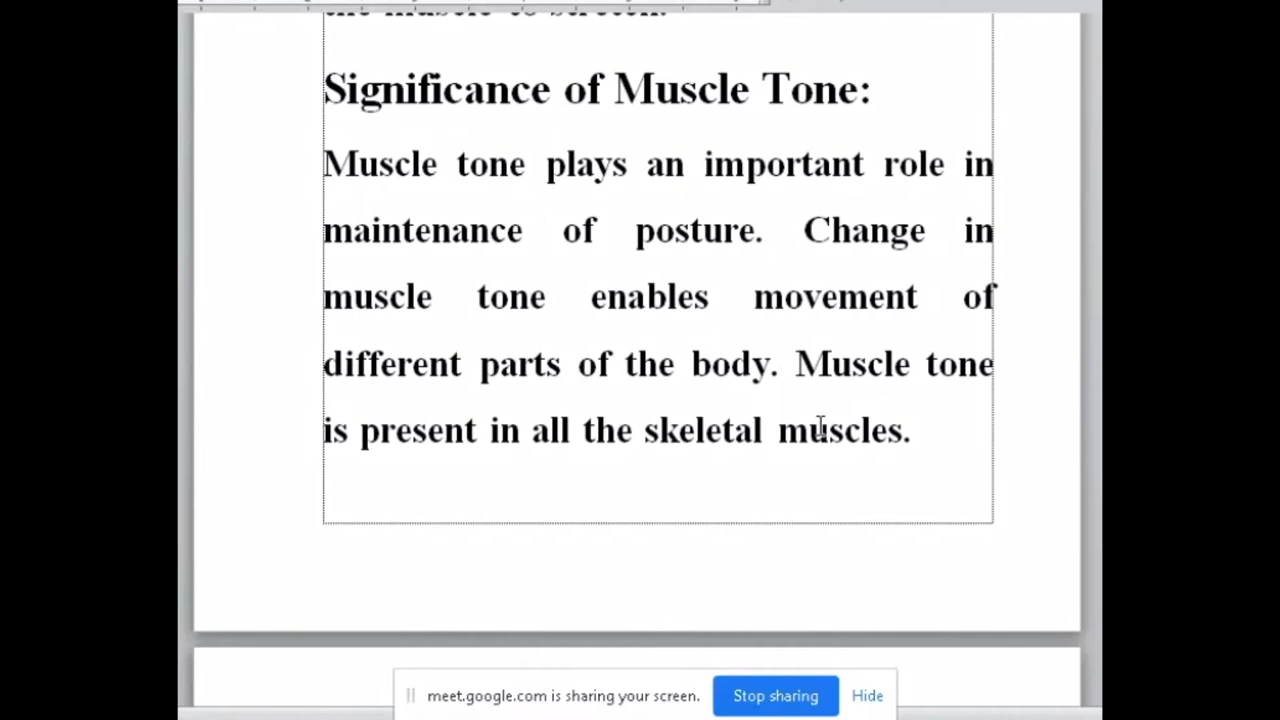 Significance of Muscle Tone:
Muscle tone plays an important role in
maintenance of posture. Change in
muscle tone enables movement of
different parts of the body. Muscle tone
is present in all the skeletal muscles.
meet.google.com is sharing your screen. Stop sharing Hide